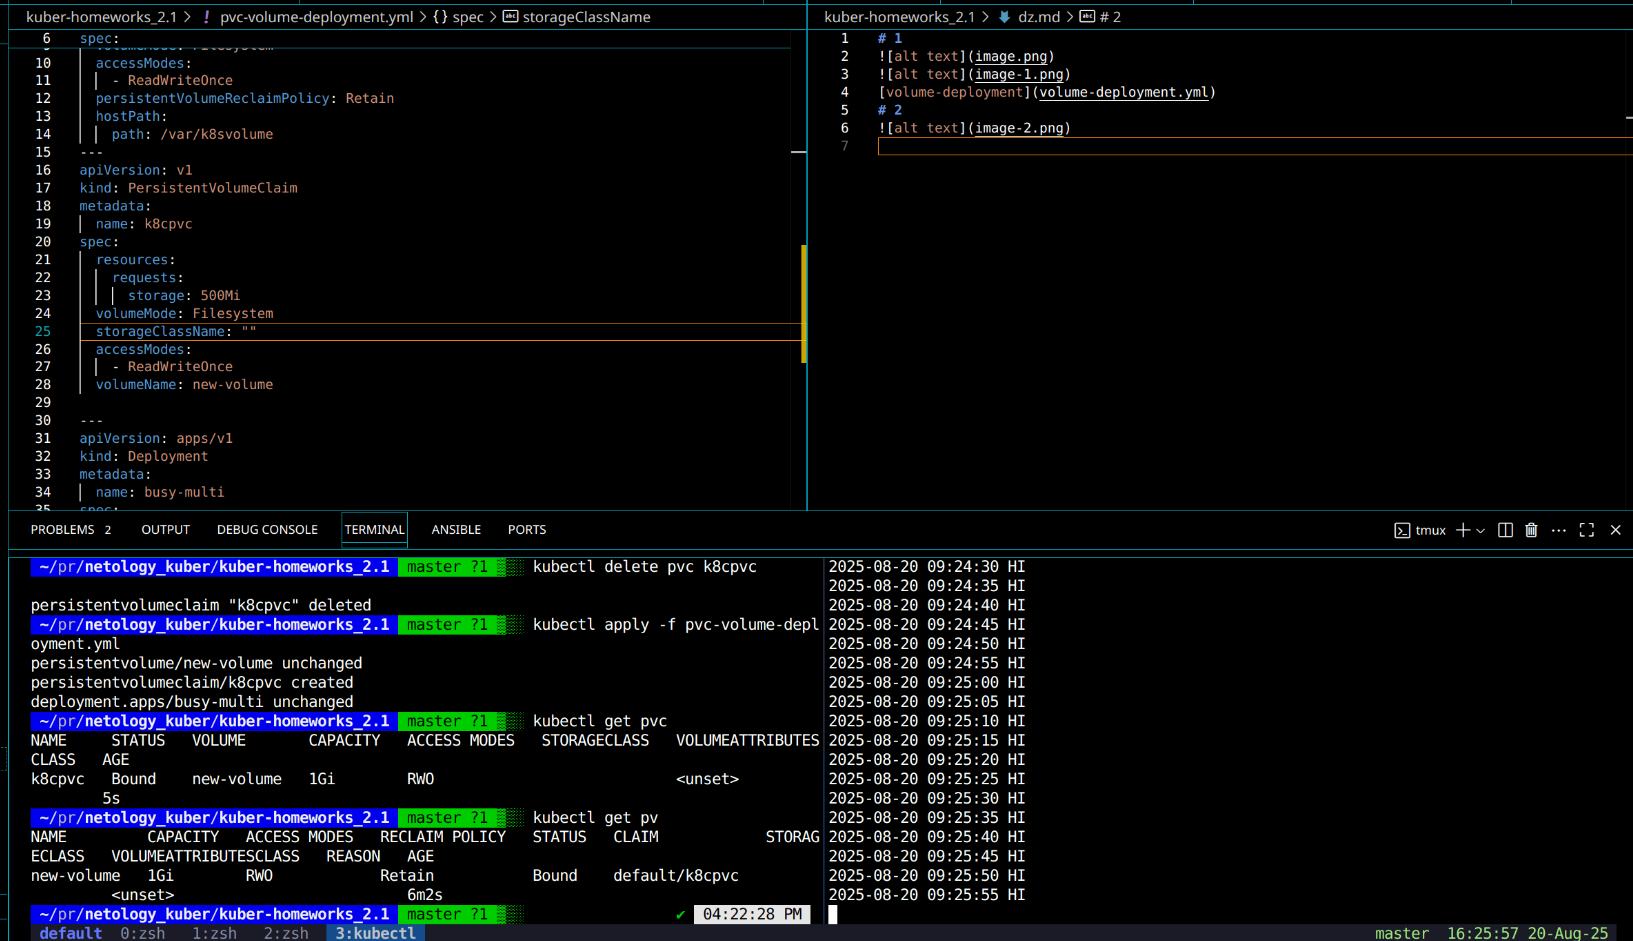 kuber-homeworks_2.1 > ! pvc-volume-deployment.yml > {} spec > storageClassName
6 spec:
10 accessModes:
11 - ReadWriteOnce
12 persistentVolumeReclaimPolicy: Retain
13 hostPath:
14 path: /var/k8svolume
15 ---
16 apiVersion: v1
17 kind: PersistentVolumeClaim
18 metadata:
19 name: k8cpvc
20 spec:
21 resources:
22 requests:
23 storage: 500Mi
24 volumeMode: Filesystem
25 storageClassName: ""
26 accessModes:
27 - ReadWriteOnce
28 volumeName: new-volume
29
30 ---
31 apiVersion: apps/v1
32 kind: Deployment
33 metadata:
34 name: busy-multi
35 spec:
kuber-homeworks_2.1 > dz.md > # 2
1 # 1
2 ![alt text](image.png)
3 ![alt text](image-1.png)
4 [volume-deployment](volume-deployment.yml)
5 # 2
6 ![alt text](image-2.png)
7
PROBLEMS 2 OUTPUT DEBUG CONSOLE TERMINAL ANSIBLE PORTS
tmux
~/pr/netology_kuber/kuber-homeworks_2.1 master ?1 kubectl delete pvc k8cpvc
persistentvolumeclaim "k8cpvc" deleted
~/pr/netology_kuber/kuber-homeworks_2.1 master ?1 kubectl apply -f pvc-volume-depl
oyment.yml
persistentvolume/new-volume unchanged
persistentvolumeclaim/k8cpvc created
deployment.apps/busy-multi unchanged
~/pr/netology_kuber/kuber-homeworks_2.1 master ?1 kubectl get pvc
NAME STATUS VOLUME CAPACITY ACCESS MODES STORAGECLASS VOLUMEATTRIBUTES
CLASS AGE
k8cpvc Bound new-volume 1Gi RWO <unset>
5s
~/pr/netology_kuber/kuber-homeworks_2.1 master ?1 kubectl get pv
NAME CAPACITY ACCESS MODES RECLAIM POLICY STATUS CLAIM STORAG
ECLASS VOLUMEATTRIBUTESCLASS REASON AGE
new-volume 1Gi RWO Retain Bound default/k8cpvc
<unset> 6m2s
~/pr/netology_kuber/kuber-homeworks_2.1 master ?1 ✔ 04:22:28 PM
2025-08-20 09:24:30 HI
2025-08-20 09:24:35 HI
2025-08-20 09:24:40 HI
2025-08-20 09:24:45 HI
2025-08-20 09:24:50 HI
2025-08-20 09:24:55 HI
2025-08-20 09:25:00 HI
2025-08-20 09:25:05 HI
2025-08-20 09:25:10 HI
2025-08-20 09:25:15 HI
2025-08-20 09:25:20 HI
2025-08-20 09:25:25 HI
2025-08-20 09:25:30 HI
2025-08-20 09:25:35 HI
2025-08-20 09:25:40 HI
2025-08-20 09:25:45 HI
2025-08-20 09:25:50 HI
2025-08-20 09:25:55 HI
default 0:zsh 1:zsh 2:zsh 3:kubectl master 16:25:57 20-Aug-25